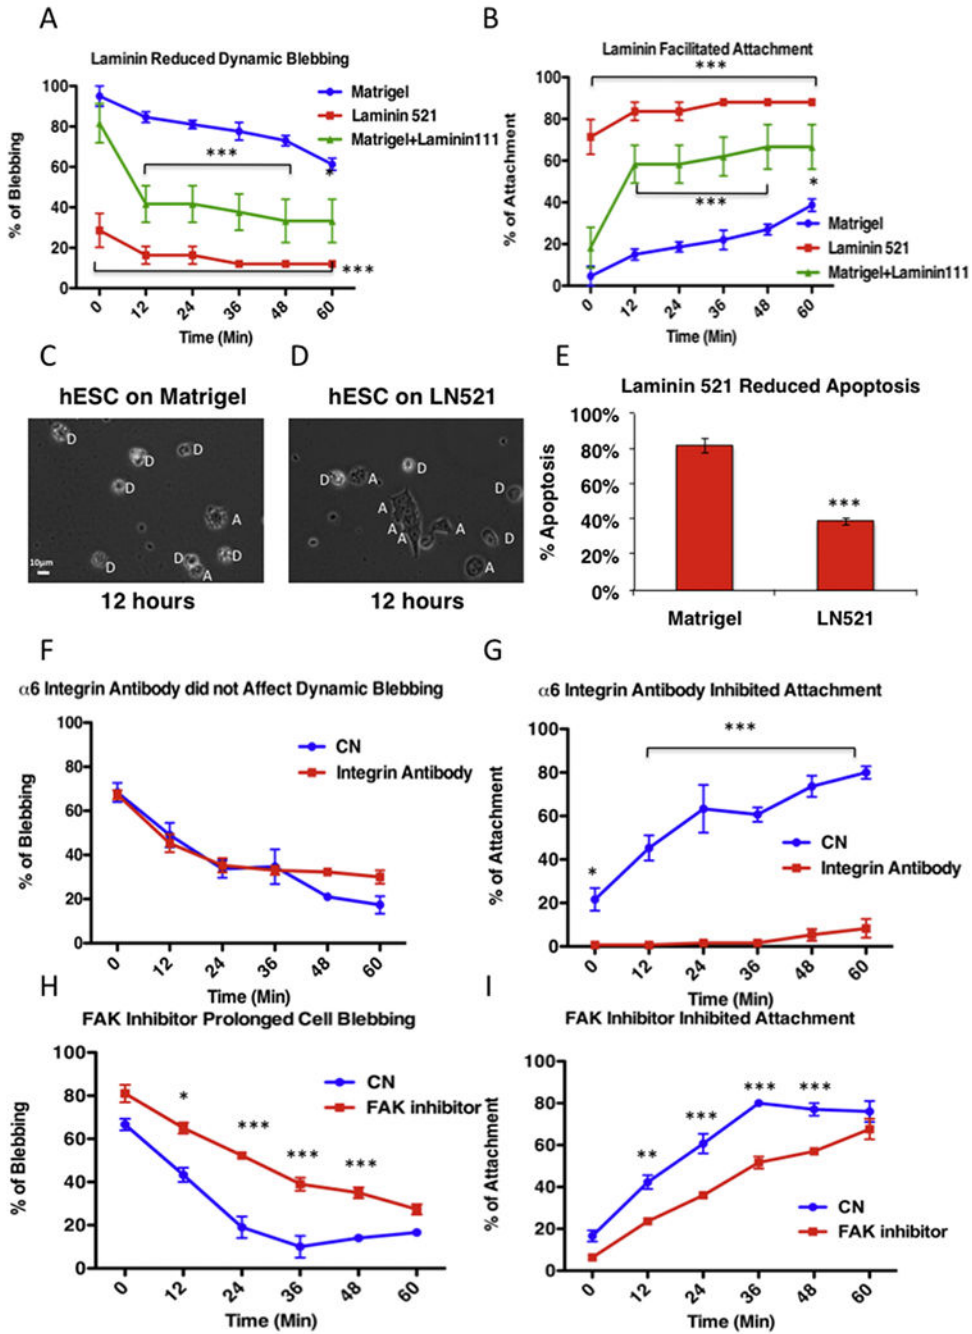 A
Laminin Reduced Dynamic Blebbing
% of Blebbing
100
80
60
40
20
0
Matrigel
Laminin 521
Matrigel+Laminin111
***
*
***
0 12 24 36 48 60
Time (Min)
B
Laminin Facilitated Attachment
% of Attachment
100
80
60
40
20
0
***
***
*
Matrigel
Laminin 521
Matrigel+Laminin111
0 12 24 36 48 60
Time (Min)
C
hESC on Matrigel
D
D
D
D
A
D
D
D
A
10μm
12 hours
D
hESC on LN521
D
A
D
D
A
A
A
A
D
A
12 hours
E
Laminin 521 Reduced Apoptosis
% Apoptosis
100%
80%
60%
40%
20%
0%
***
Matrigel LN521
F
α6 Integrin Antibody did not Affect Dynamic Blebbing
% of Blebbing
100
80
60
40
20
0
CN
Integrin Antibody
0 12 24 36 48 60
Time (Min)
G
α6 Integrin Antibody Inhibited Attachment
% of Attachment
100
80
60
40
20
0
***
*
CN
Integrin Antibody
0 12 24 36 48 60
Time (Min)
H
FAK Inhibitor Prolonged Cell Blebbing
% of Blebbing
100
80
60
40
20
0
CN
FAK inhibitor
* *** *** ***
0 12 24 36 48 60
Time (Min)
I
FAK Inhibitor Inhibited Attachment
% of Attachment
100
80
60
40
20
0
** *** *** ***
CN
FAK inhibitor
0 12 24 36 48 60
Time (Min)